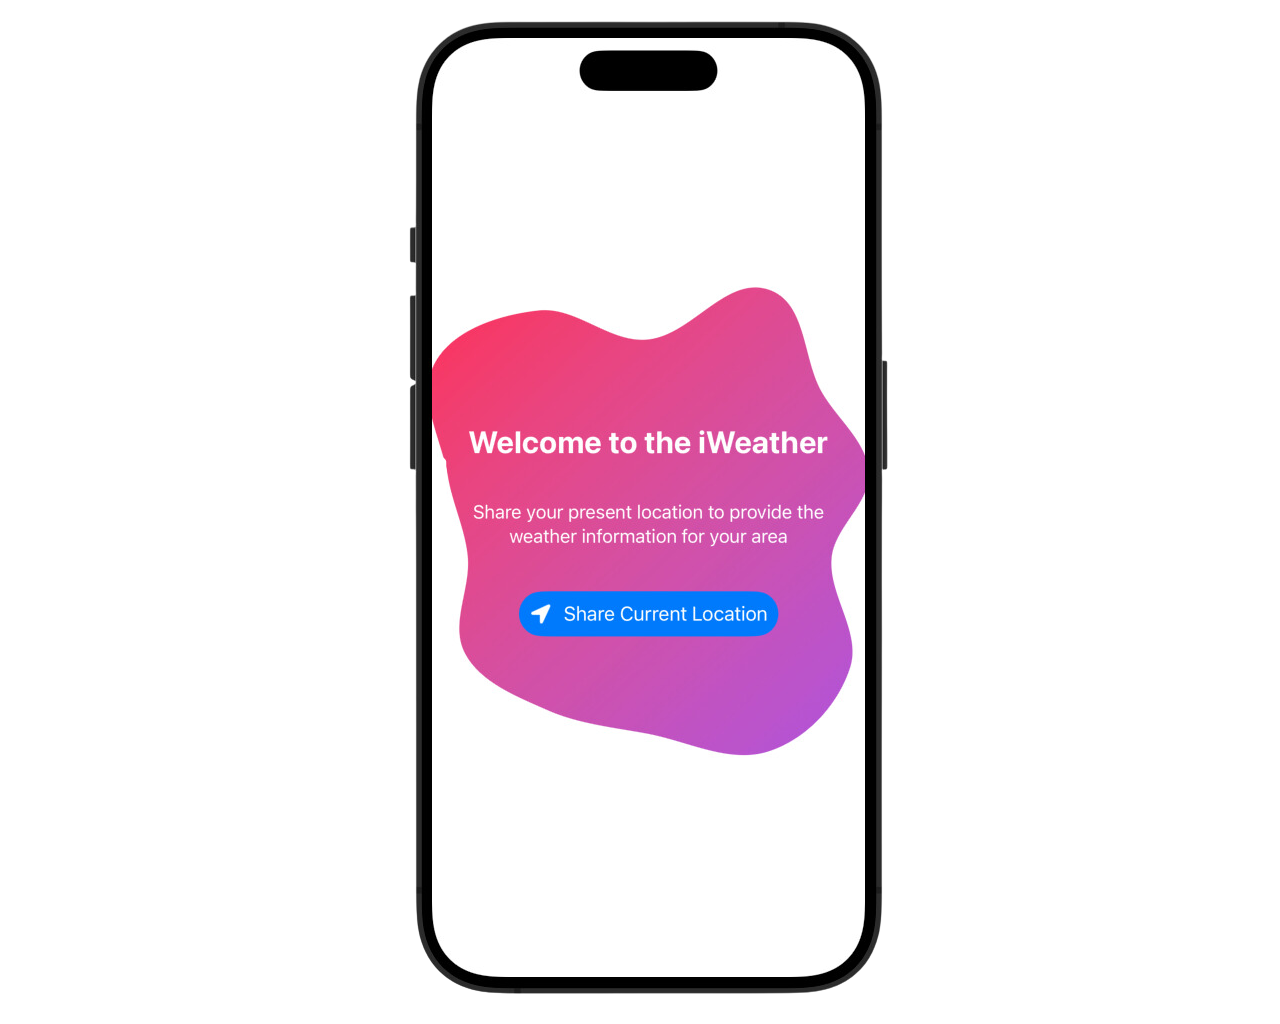 Welcome to the iWeather
Share your present location to provide the
weather information for your area
Share Current Location